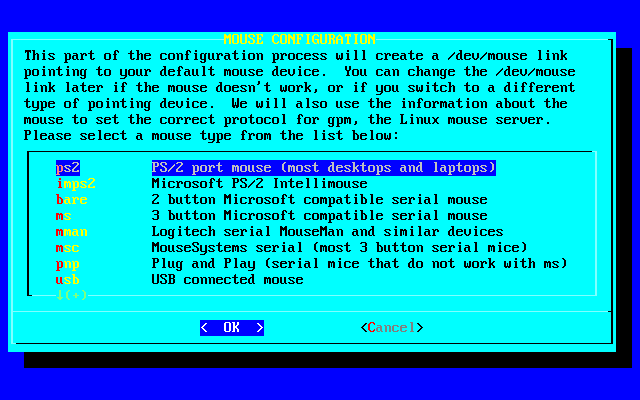 MOUSE CONFIGURATION
This part of the configuration process will create a /dev/mouse link
pointing to your default mouse device.  You can change the /dev/mouse
link later if the mouse doesn't work, or if you switch to a different
type of pointing device.  We will also use the information about the
mouse to set the correct protocol for gpm, the Linux mouse server.
Please select a mouse type from the list below:
ps2 PS/2 port mouse (most desktops and laptops)
imps2 Microsoft PS/2 Intellimouse
bare 2 button Microsoft compatible serial mouse
ms 3 button Microsoft compatible serial mouse
mman Logitech serial MouseMan and similar devices
msc MouseSystems serial (most 3 button serial mice)
pnp Plug and Play (serial mice that do not work with ms)
usb USB connected mouse
↓(+)
< OK > <Cancel>